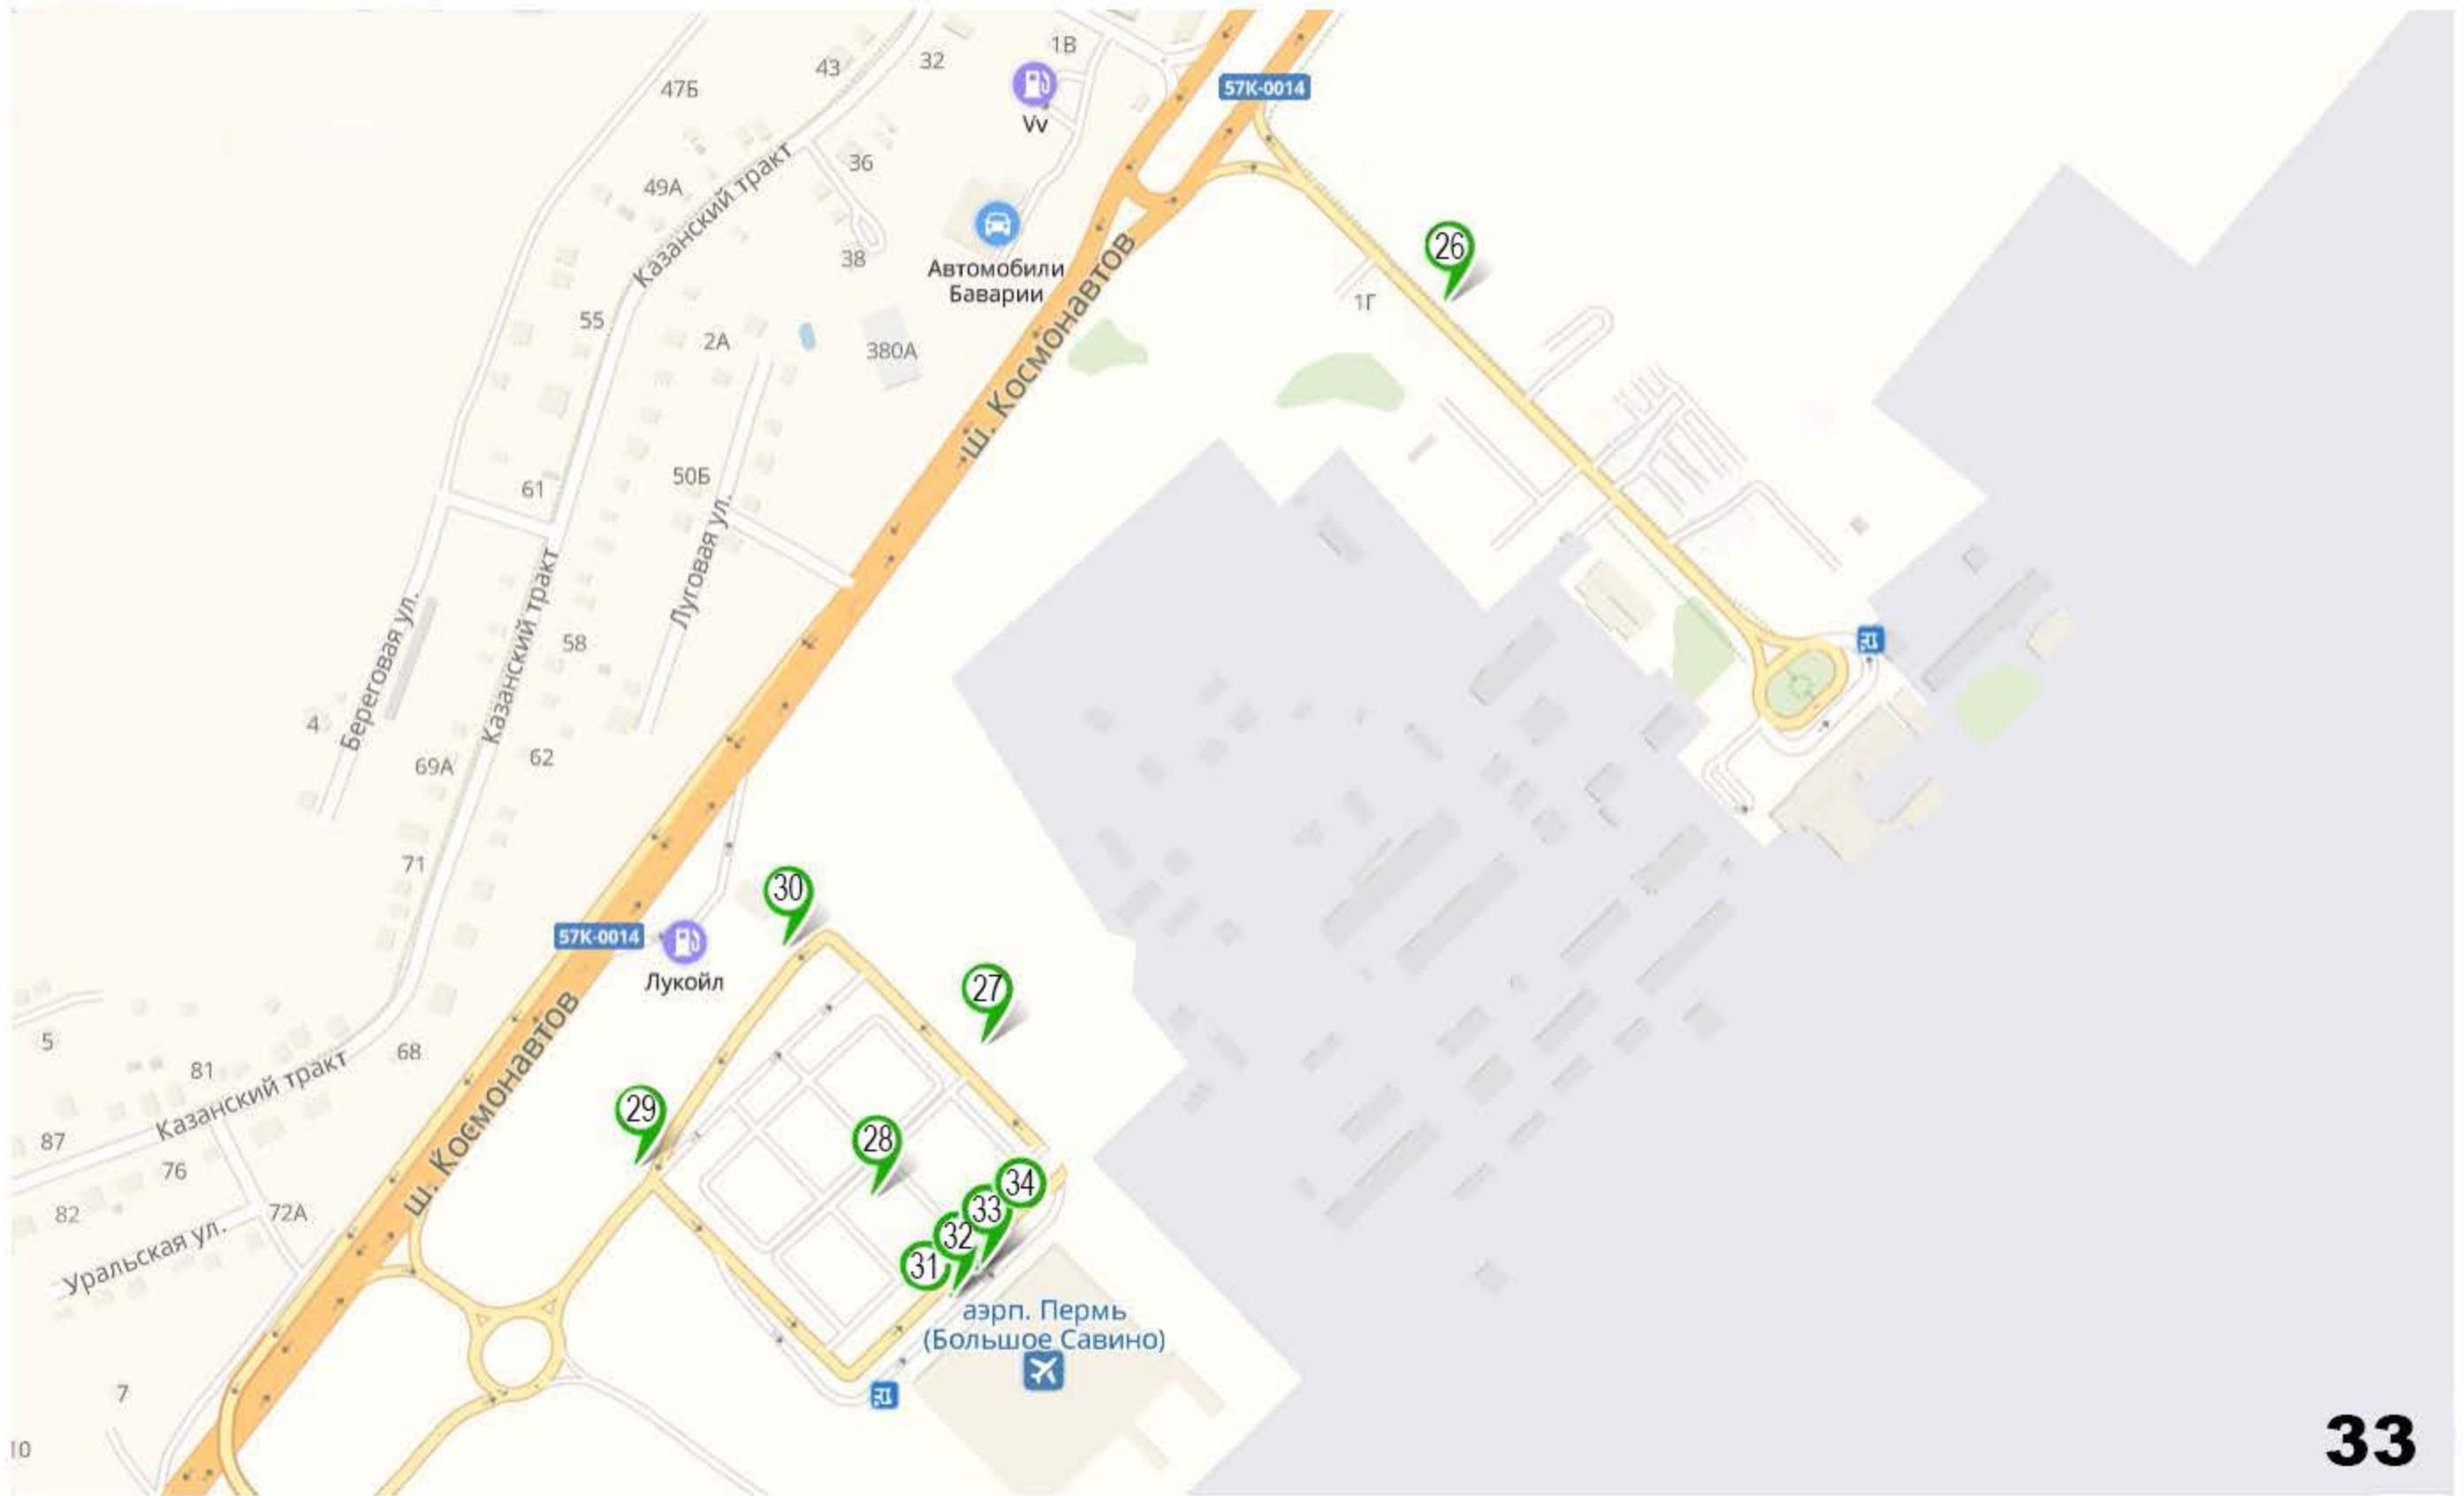 1В
43
32
47Б
57К-0014
Vv
36
49А
Казанский тракт
26
38
Автомобили
Баварии
1Г
55
2А
380А
ш. Космонавтов
50Б
61
Луговая ул.
Береговая ул.
Казанский тракт
58
4
62
69А
71
30
57К-0014
Лукойл
27
5
68
81
Казанский тракт
ш. Космонавтов
29
87
28
76
34
33
82
72А
32
31
Уральская ул.
аэрп. Пермь
(Большое Савино)
7
10
33